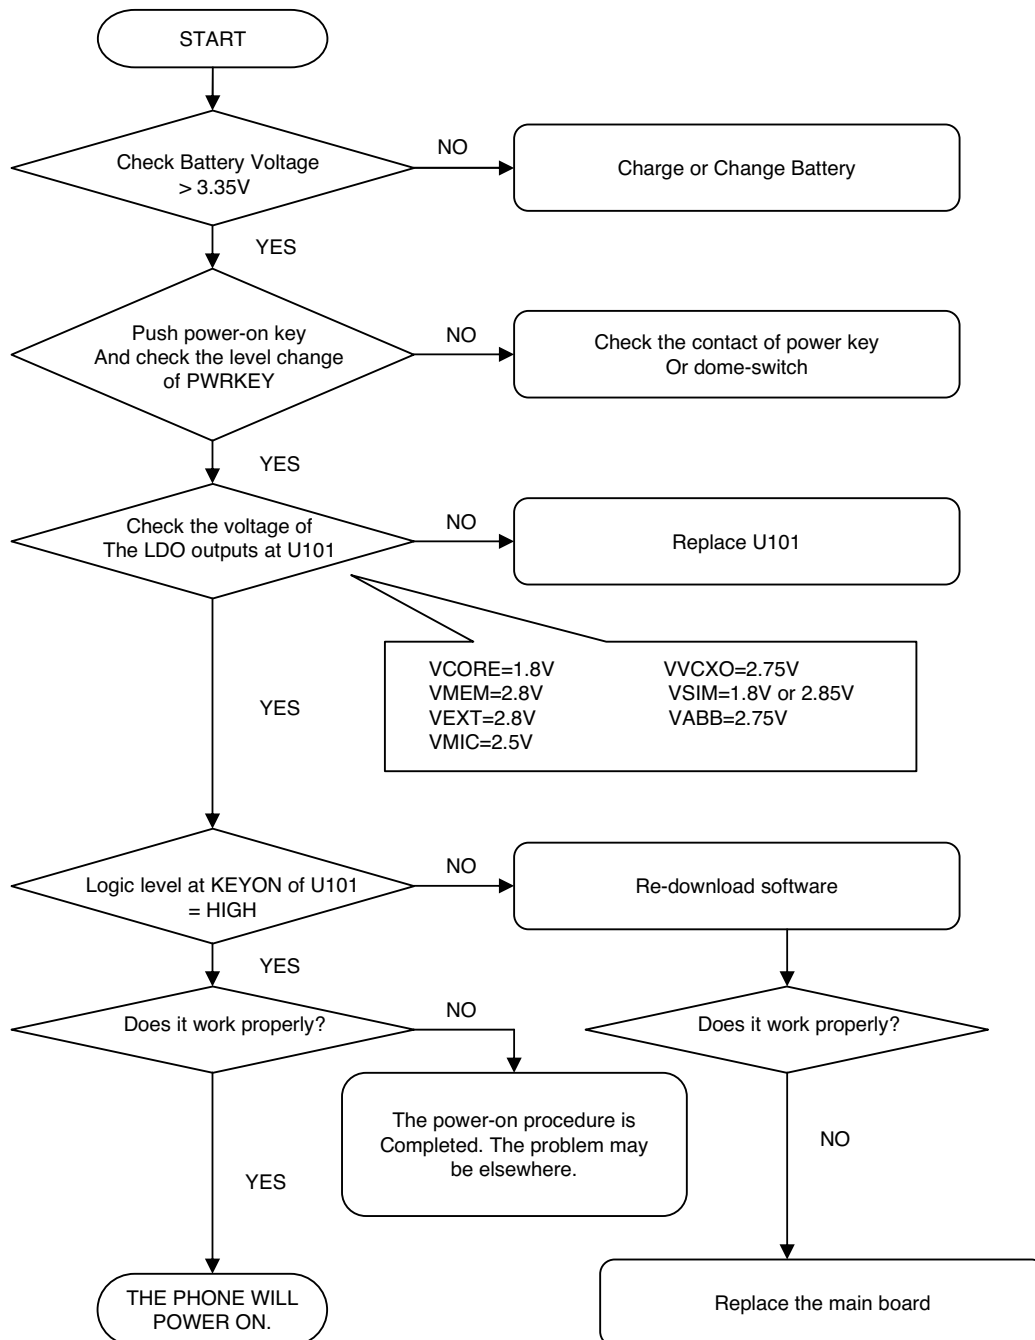 START
Check Battery Voltage
> 3.35V
NO
Charge or Change Battery
YES
Push power-on key
And check the level change
of PWRKEY
NO
Check the contact of power key
Or dome-switch
YES
Check the voltage of
The LDO outputs at U101
NO
Replace U101
VCORE=1.8V
VMEM=2.8V
VEXT=2.8V
VMIC=2.5V
VVCXO=2.75V
VSIM=1.8V or 2.85V
VABB=2.75V
YES
Logic level at KEYON of U101
= HIGH
NO
Re-download software
YES
Does it work properly?
NO
Does it work properly?
The power-on procedure is
Completed. The problem may
be elsewhere.
NO
YES
THE PHONE WILL
POWER ON.
Replace the main board